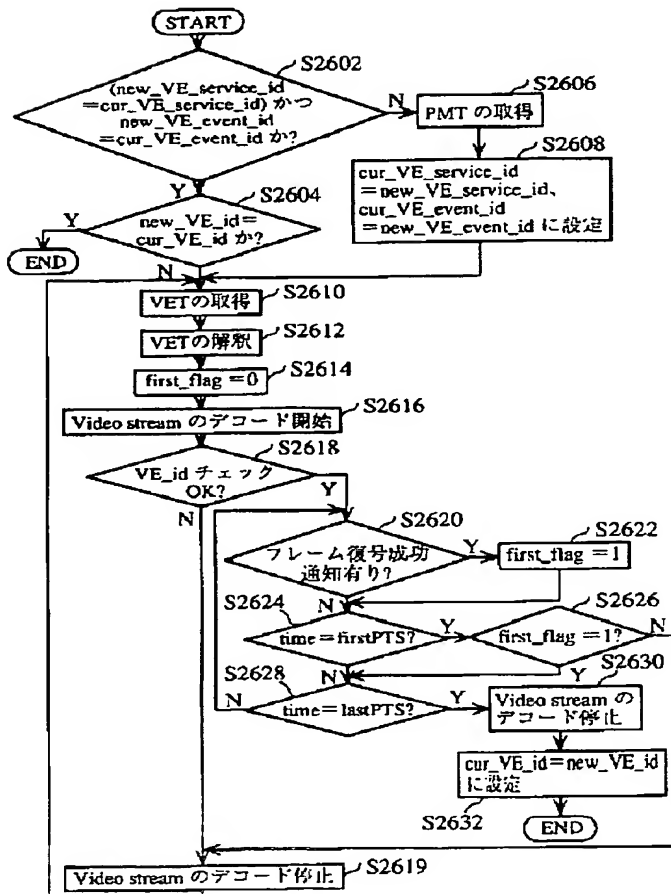 START
S2602
(new_VE_service_id
=cur_VE_service_id) かつ
new_VE_event_id
=cur_VE_event_id か?
N
S2606
PMT の取得
S2608
cur_VE_service_id
=new_VE_service_id、
cur_VE_event_id
=new_VE_event_id に設定
Y
S2604
new_VE_id=
cur_VE_id か?
Y
END
N
VETの取得
S2610
VETの解釈
S2612
first_flag =0
S2614
Video stream のデコード開始
S2616
S2618
VE_id チェック
OK?
Y
N
S2620
フレーム復号成功
通知有り?
Y
S2622
first_flag =1
N
S2624
time=firstPTS?
Y
S2626
first_flag =1?
N
N
Y
S2628
time=lastPTS?
N
Y
S2630
Video stream の
デコード停止
cur_VE_id=new_VE_id
に設定
S2632
END
Video stream のデコード停止
S2619